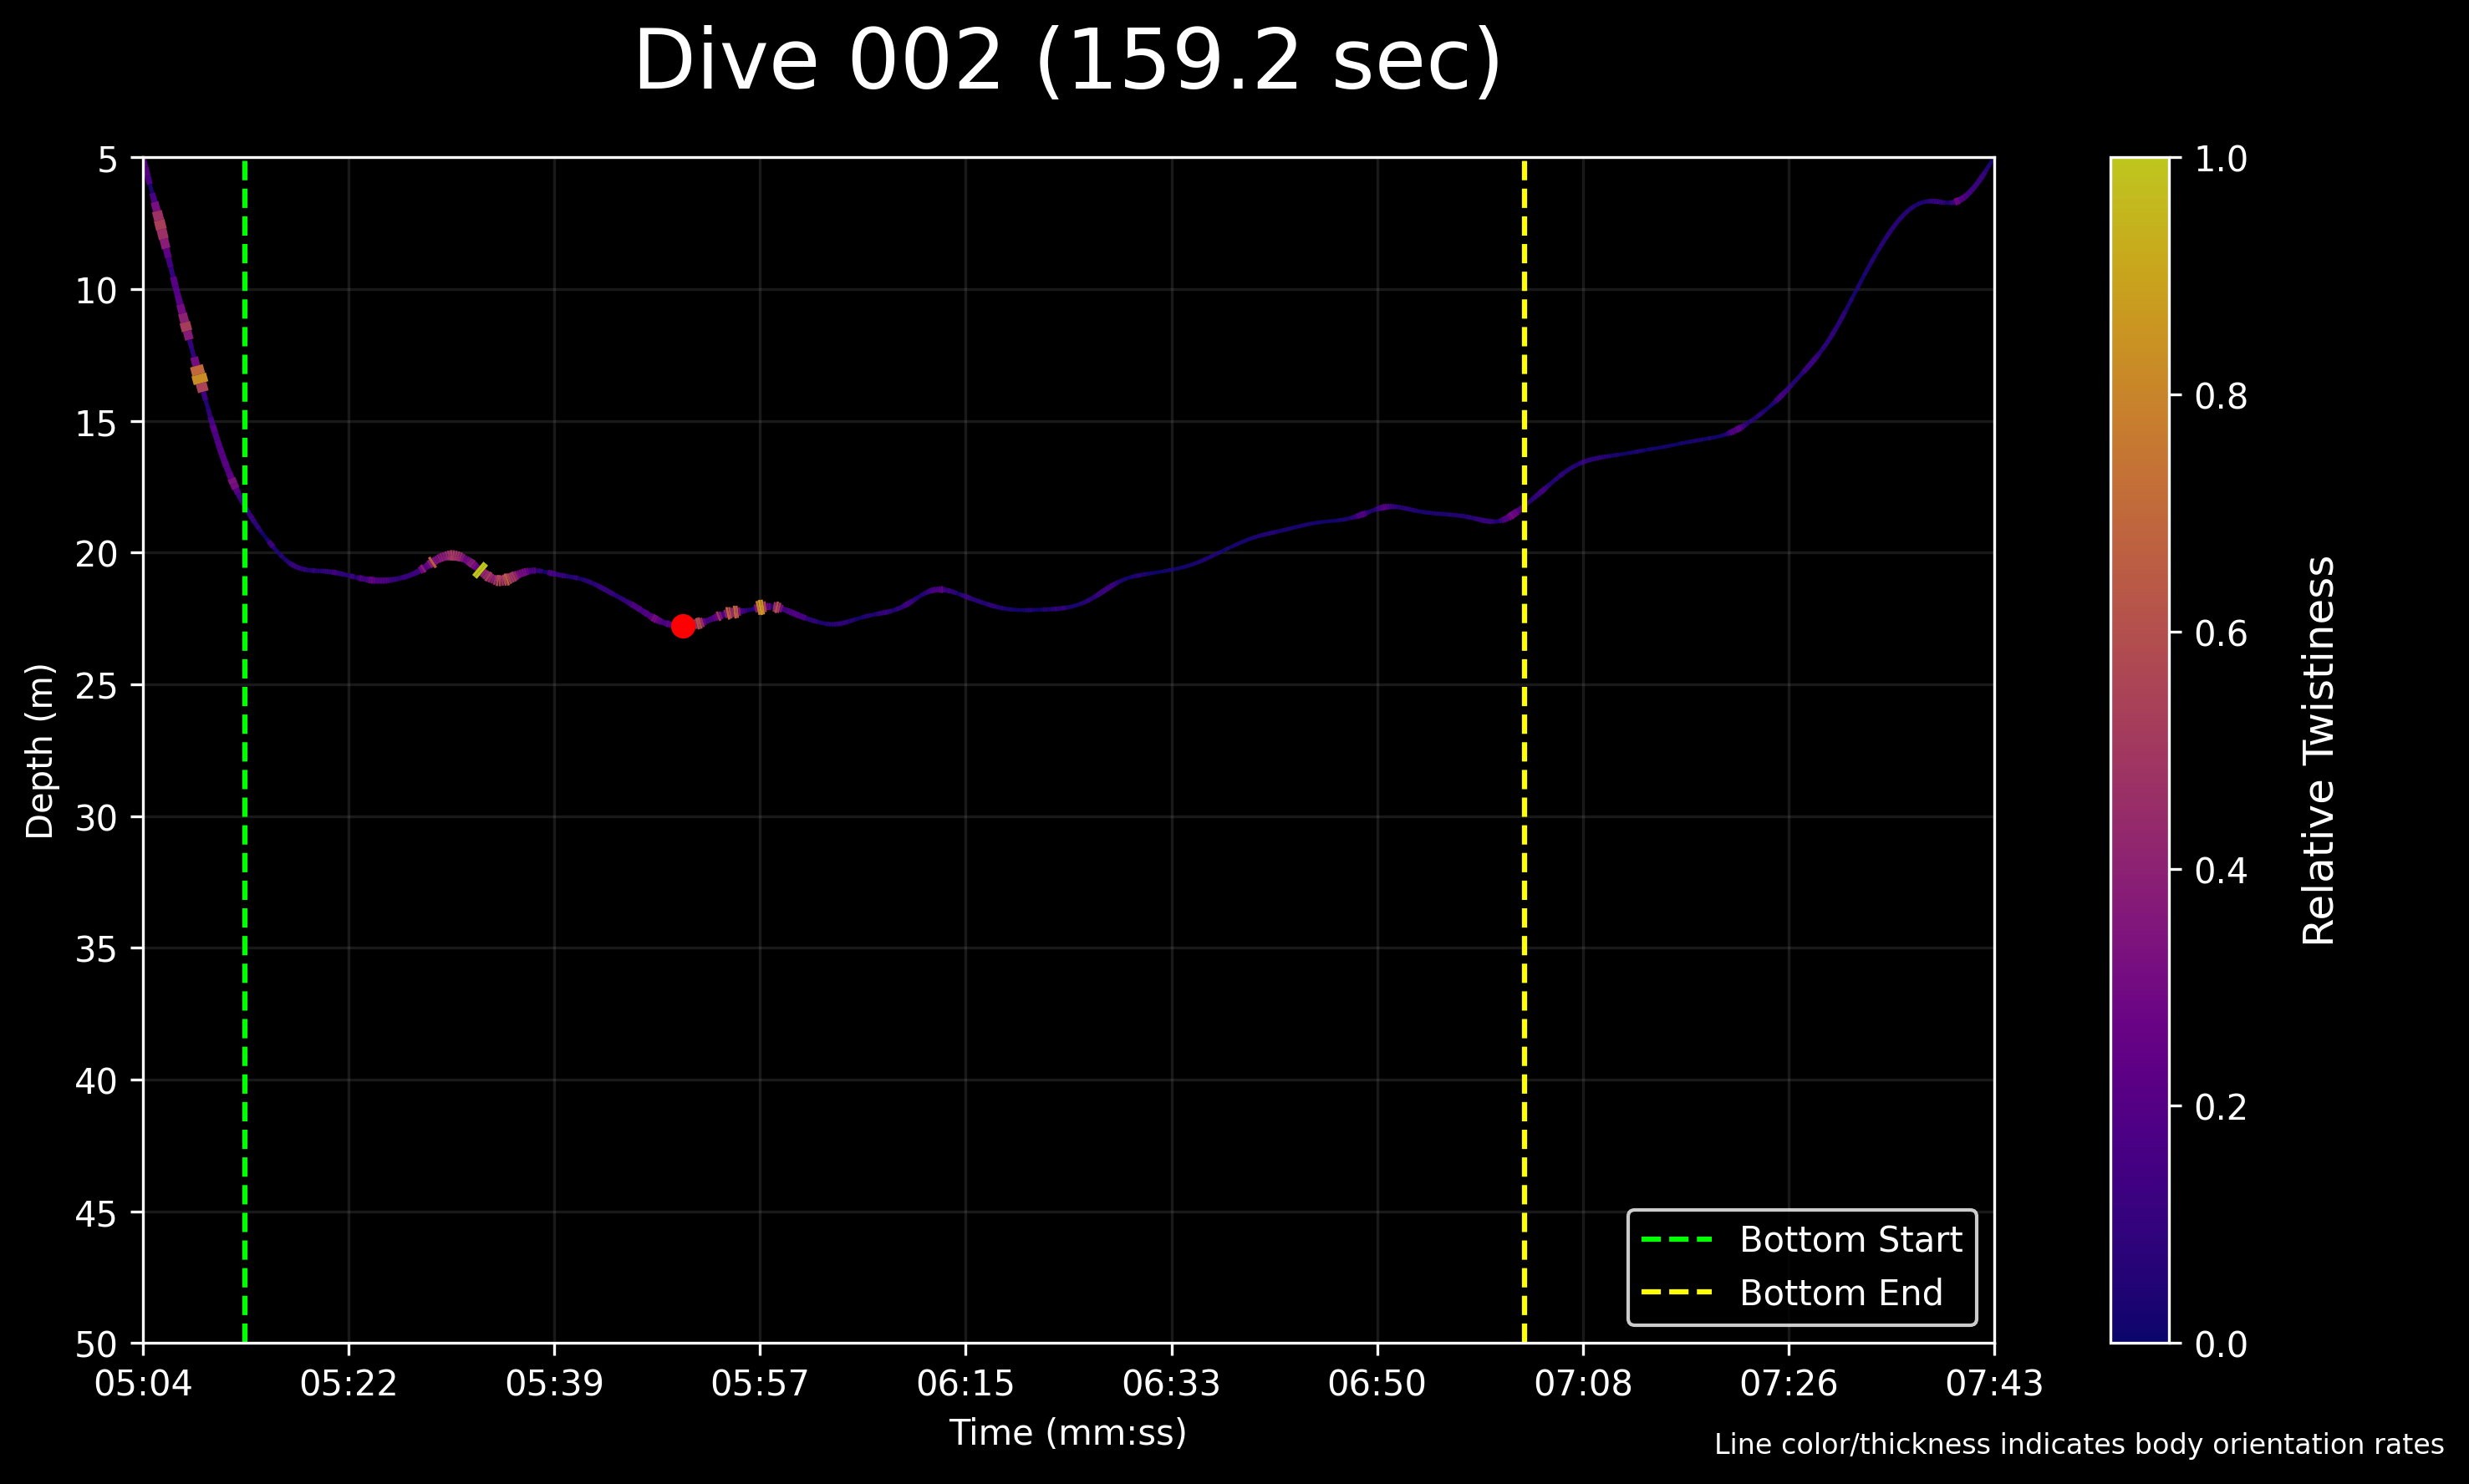 Dive 002 (159.2 sec)
5
10
15
20
25
30
35
40
45
50
Depth (m)
05:04 05:22 05:39 05:57 06:15 06:33 06:50 07:08 07:26 07:43
Time (mm:ss)
Bottom Start
Bottom End
1.0
0.8
0.6
0.4
0.2
0.0
Relative Twistiness
Line color/thickness indicates body orientation rates